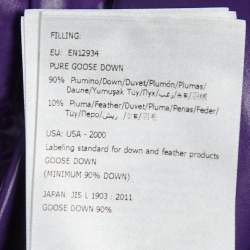 FILLING:
EU: EN12934
PURE GOOSE DOWN
90% Piumino/Down/Duvet/Plumón/Plumas/
Daune/Yumuşak Tüy/Пух/
10% Piuma/Feather/Duvet/Pluma/Penas/Feder/
Tüy/Перо/ریش/
USA: USA - 2000
Labeling standard for down and feather products
GOOSE DOWN
(MINIMUM 90% DOWN)
JAPAN: JIS L 1903 : 2011
GOOSE DOWN 90%